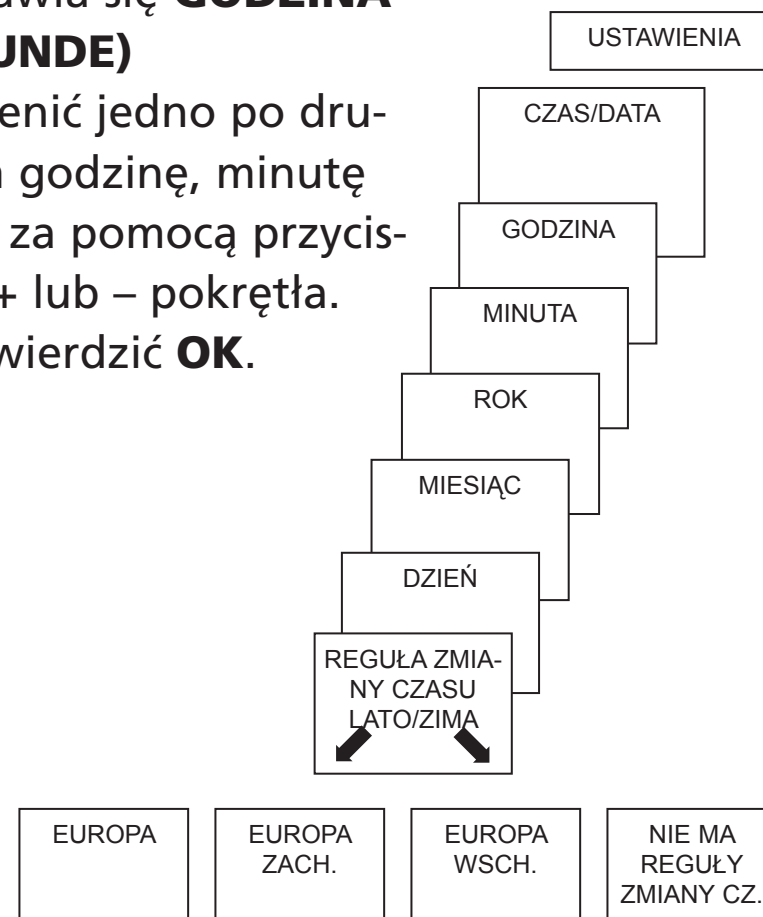 GODZINA
enić jedno po dru-
godzinę, minutę
za pomocą przycis-
+ lub – pokrętła.
OK.
USTAWIENIA
CZAS/DATA
GODZINA
MINUTA
ROK
MIESIĄC
DZIEŃ
REGUŁA ZMIA-
NY CZASU
LATO/ZIMA
EUROPA
EUROPA
ZACH.
EUROPA
WSCH.
NIE MA
REGUŁY
ZMIANY CZ.